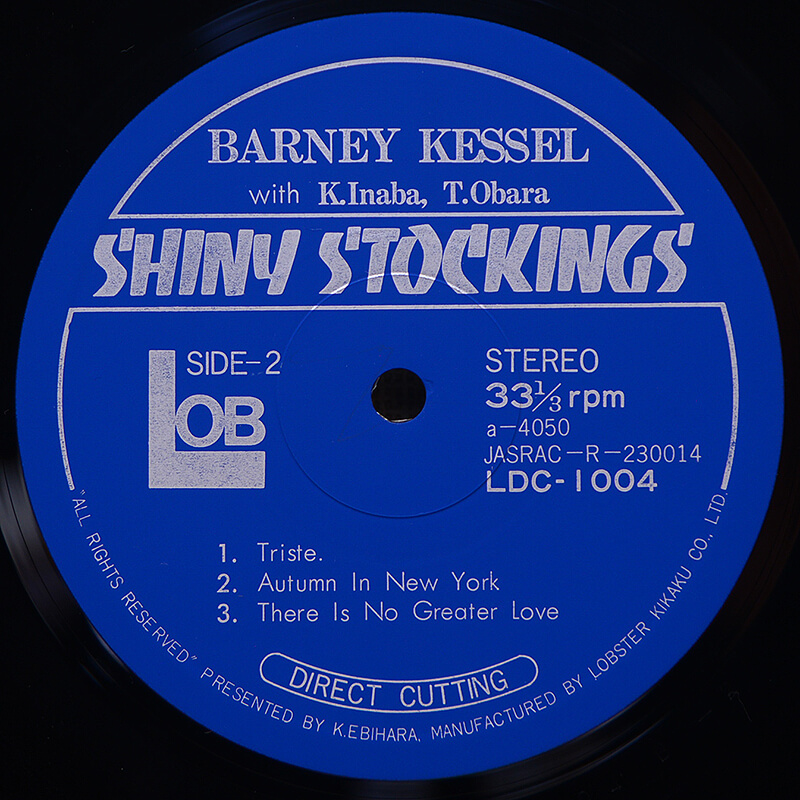 BARNEY KESSEL
with K.Inaba, T.Obara
SHINY STOCKINGS
SIDE-2
LOB
STEREO
33⅓ rpm
a-4050
JASRAC-R-230014
LDC-1004
1. Triste.
2. Autumn In New York
3. There Is No Greater Love
DIRECT CUTTING
"ALL RIGHTS RESERVED" PRESENTED BY K.EBIHARA, MANUFACTURED BY LOBSTER KIKAKU CO., LTD.